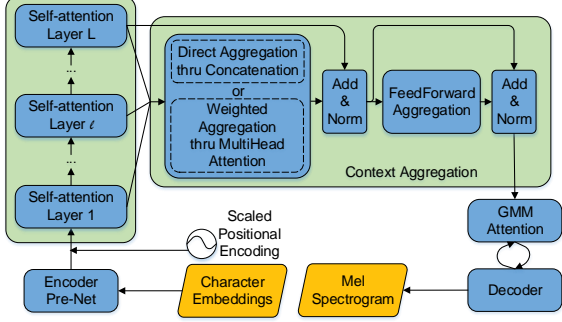 Self-attention
Layer L
...
Self-attention
Layer ℓ
...
Self-attention
Layer 1
Direct Aggregation
thru Concatenation
or
Weighted
Aggregation
thru MultiHead
Attention
Add
&
Norm
FeedForward
Aggregation
Add
&
Norm
Context Aggregation
Scaled
Positional
Encoding
GMM
Attention
Encoder
Pre-Net
Character
Embeddings
Mel
Spectrogram
Decoder